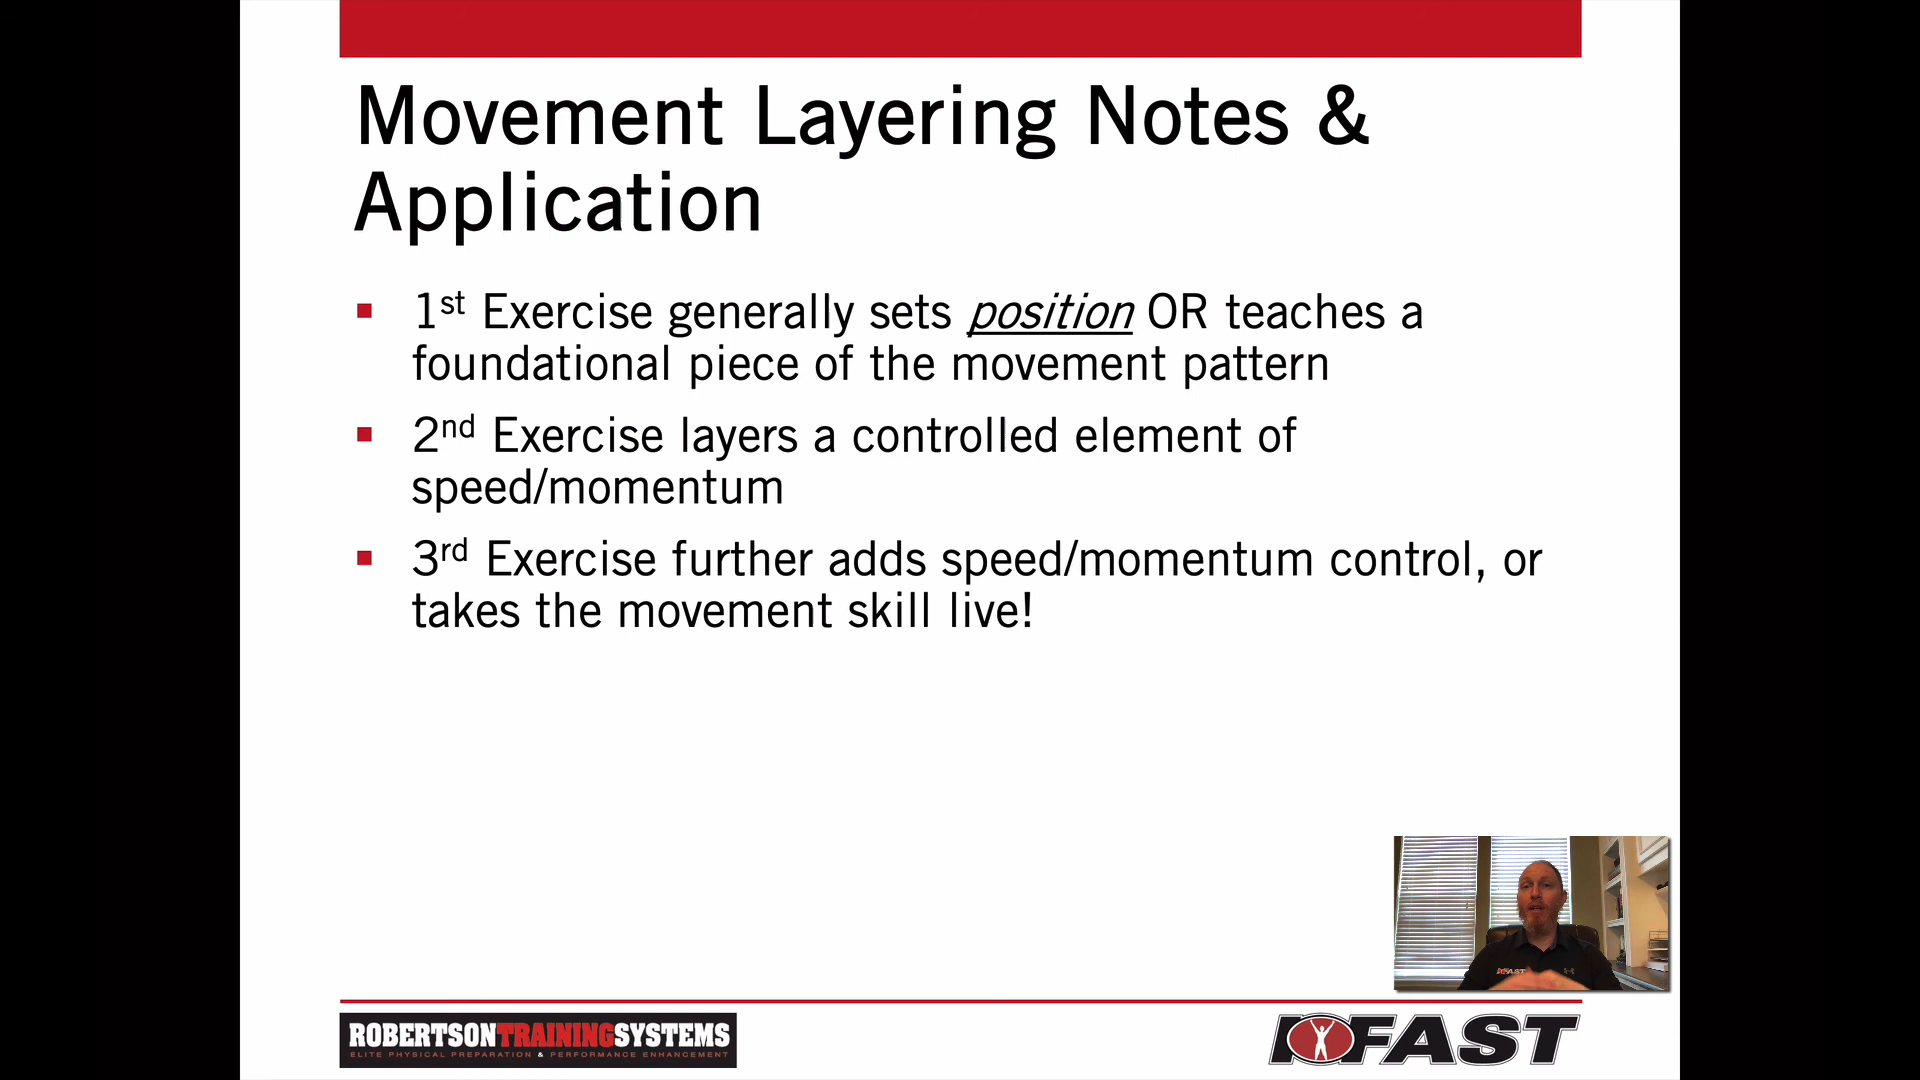 Movement Layering Notes &
Application
1st Exercise generally sets position OR teaches a
foundational piece of the movement pattern
2nd Exercise layers a controlled element of
speed/momentum
3rd Exercise further adds speed/momentum control, or
takes the movement skill live!
ROBERTSONTRAININGSYSTEMS
ELITE PHYSICAL PREPARATION & PERFORMANCE ENHANCEMENT
IFAST
IFAST